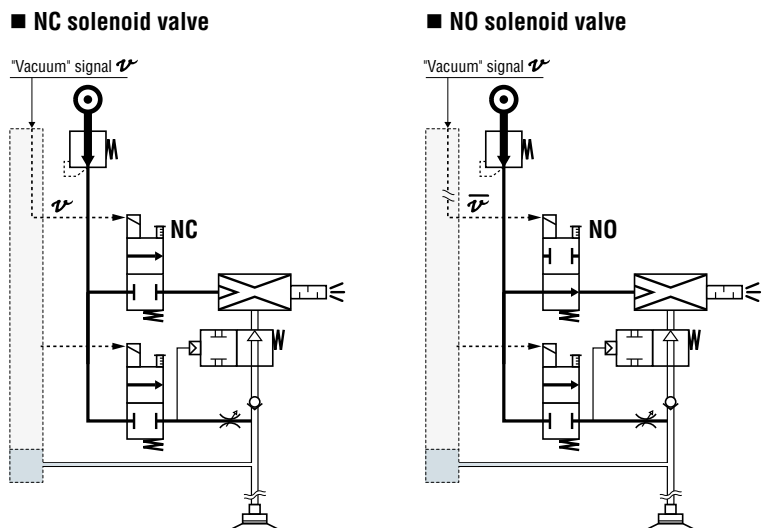 ■ NC solenoid valve
"Vacuum" signal v
v
NC
■ NO solenoid valve
"Vacuum" signal v
v̅
NO